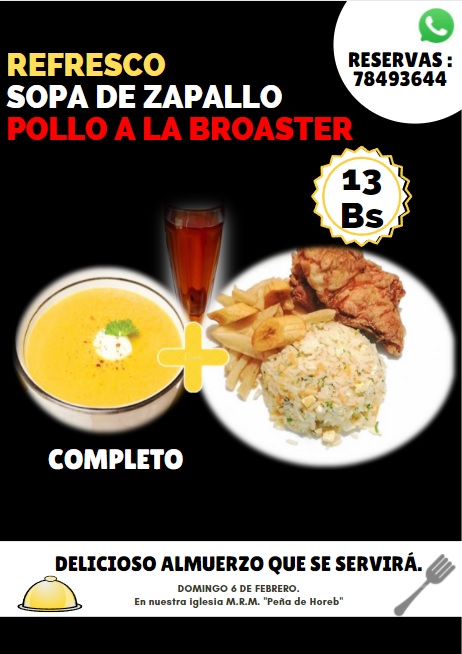 RESERVAS :
78493644
REFRESCO
SOPA DE ZAPALLO
POLLO A LA BROASTER
13
Bs
COMPLETO
DELICIOSO ALMUERZO QUE SE SERVIRÁ.
DOMINGO 6 DE FEBRERO.
En nuestra iglesia M.R.M. "Peña de Horeb"